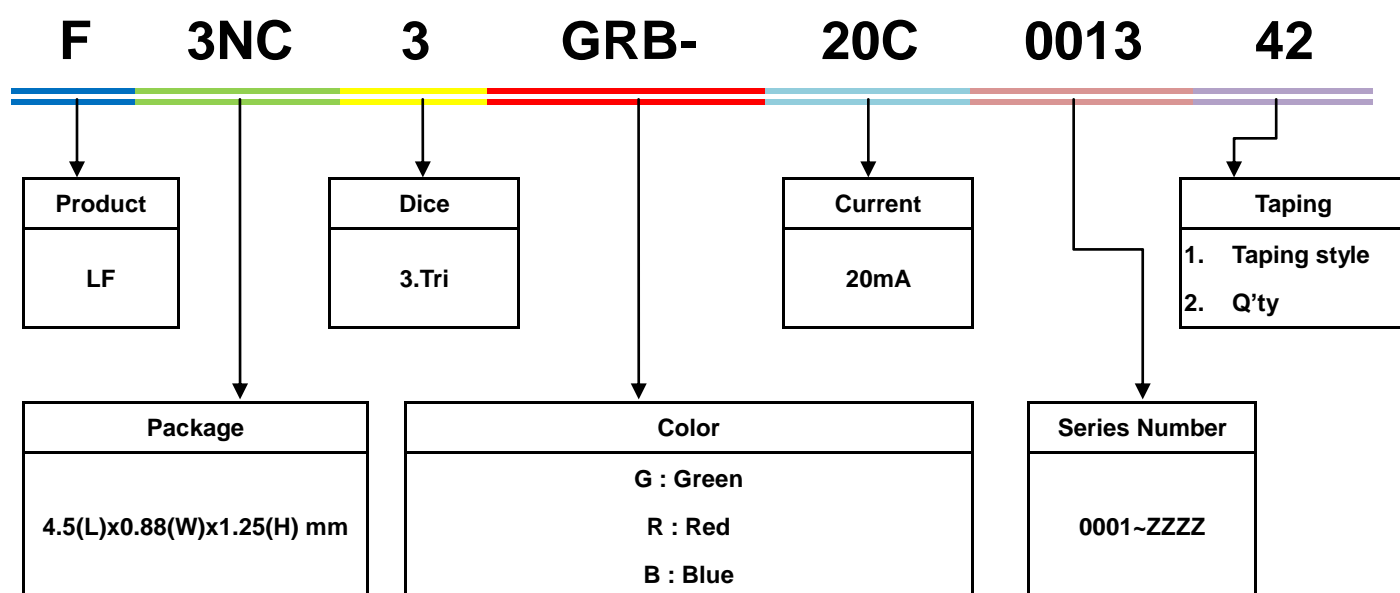 F 3NC 3 GRB- 20C 0013 42
Product
LF
Dice
3.Tri
Current
20mA
Taping
1. Taping style
2. Q’ty
Package
4.5(L)x0.88(W)x1.25(H) mm
Color
G : Green
R : Red
B : Blue
Series Number
0001~ZZZZ